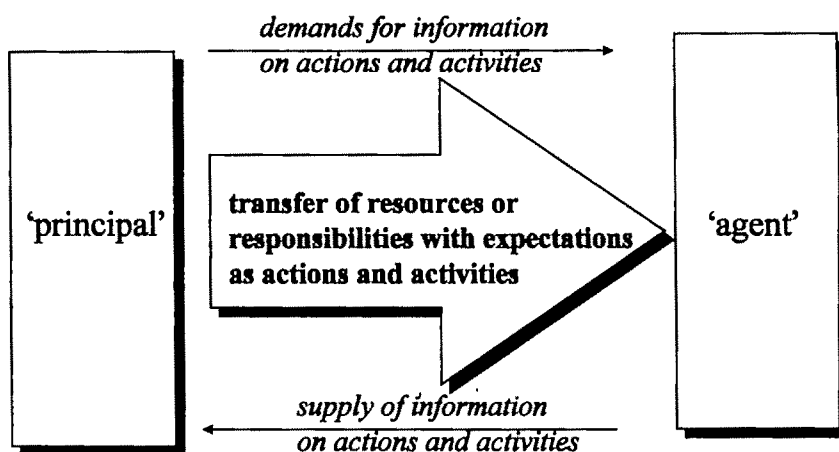 demands for information
on actions and activities
'principal'
transfer of resources or
responsibilities with expectations
as actions and activities
'agent'
supply of information
on actions and activities